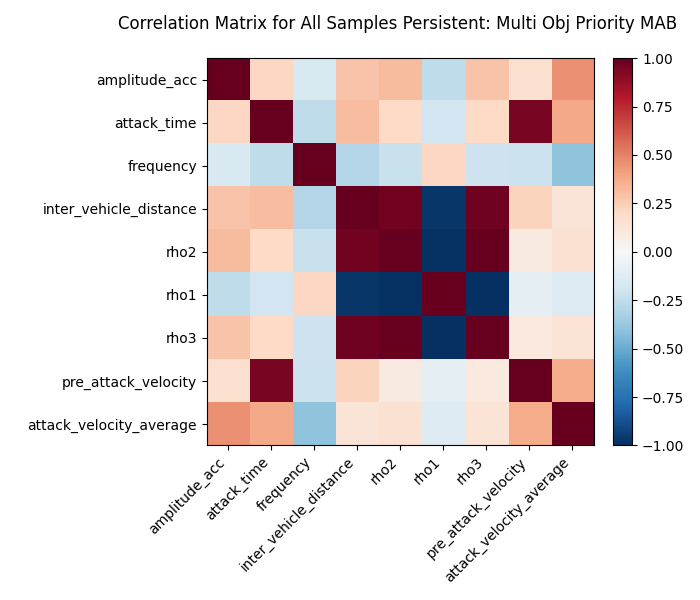 Correlation Matrix for All Samples Persistent: Multi Obj Priority MAB
amplitude_acc
attack_time
frequency
inter_vehicle_distance
rho2
rho1
rho3
pre_attack_velocity
attack_velocity_average
amplitude_acc
attack_time
frequency
inter_vehicle_distance
rho2
rho1
rho3
pre_attack_velocity
attack_velocity_average
1.00
0.75
0.50
0.25
0.00
−0.25
−0.50
−0.75
−1.00